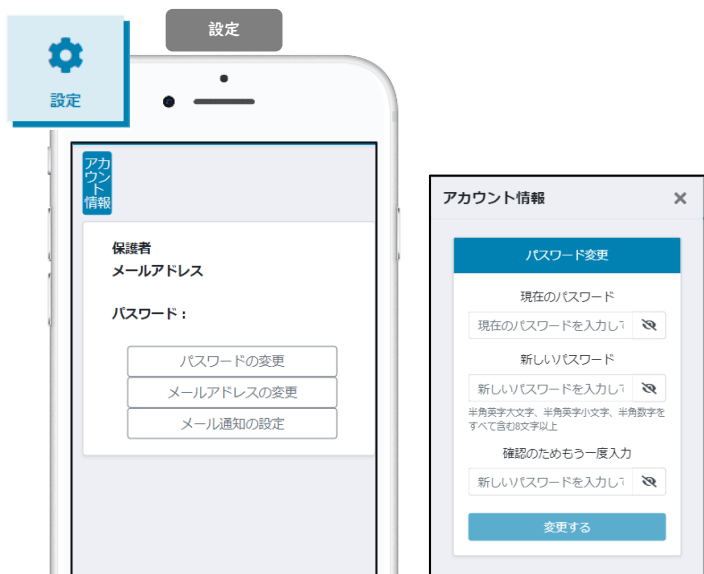 設定
設定
アカ
ウン
ト
情報
保護者
メールアドレス
パスワード：
パスワードの変更
メールアドレスの変更
メール通知の設定
アカウント情報
パスワード変更
現在のパスワード
現在のパスワードを入力して
新しいパスワード
新しいパスワードを入力して
半角英字大文字、半角英字小文字、半角数字を
すべて含む8文字以上
確認のためもう一度入力
新しいパスワードを入力して
変更する